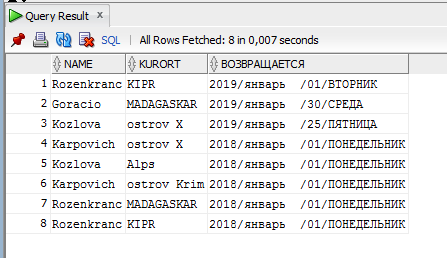 Query Result x
SQL | All Rows Fetched: 8 in 0,007 seconds
NAME KURORT ВОЗВРАЩАЕТСЯ
1 Rozenkranc KIPR 2019/январь /01/ВТОРНИК
2 Goracio MADAGASKAR 2019/январь /30/СРЕДА
3 Kozlova ostrov X 2019/январь /25/ПЯТНИЦА
4 Karpovich ostrov X 2018/январь /01/ПОНЕДЕЛЬНИК
5 Kozlova Alps 2018/январь /01/ПОНЕДЕЛЬНИК
6 Karpovich ostrov Krim 2018/январь /01/ПОНЕДЕЛЬНИК
7 Rozenkranc MADAGASKAR 2018/январь /01/ПОНЕДЕЛЬНИК
8 Rozenkranc KIPR 2018/январь /01/ПОНЕДЕЛЬНИК